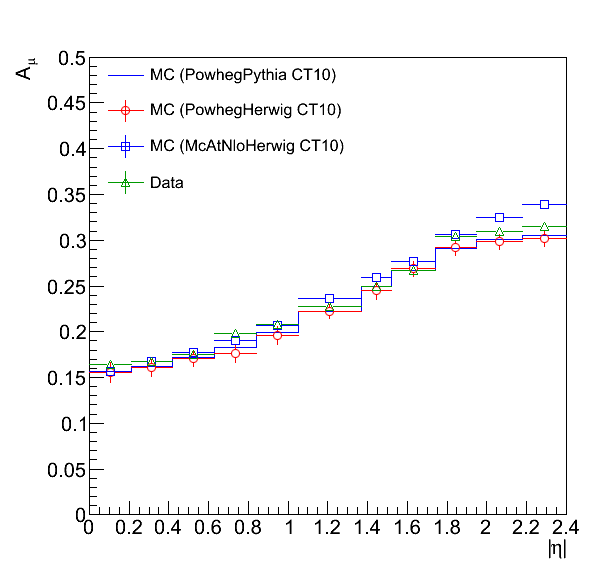 A_μ
0.5
MC (PowhegPythia CT10)
0.45
MC (PowhegHerwig CT10)
0.4
MC (McAtNloHerwig CT10)
0.35
Data
0.3
0.25
0.2
0.15
0.1
0.05
0
0 0.2 0.4 0.6 0.8 1 1.2 1.4 1.6 1.8 2 2.2 2.4
|η|